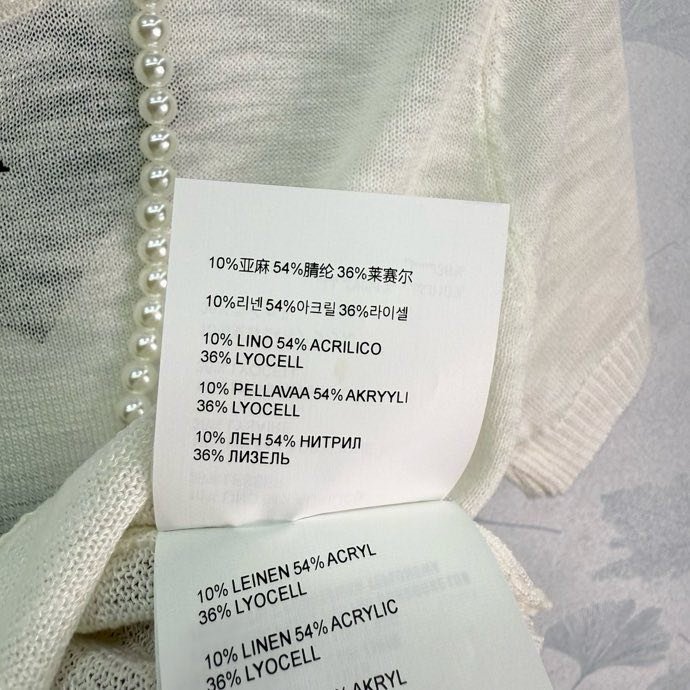 10%亚麻 54%腈纶 36%莱赛尔
10%리넨 54%아크릴 36%라이셀
10% LINO 54% ACRILICO
36% LYOCELL
10% PELLAVAA 54% AKRYYLI
36% LYOCELL
10% ЛЕН 54% НИТРИЛ
36% ЛИЗЕЛЬ
10% LEINEN 54% ACRYL
36% LYOCELL
10% LINEN 54% ACRYLIC
36% LYOCELL
AKRYL